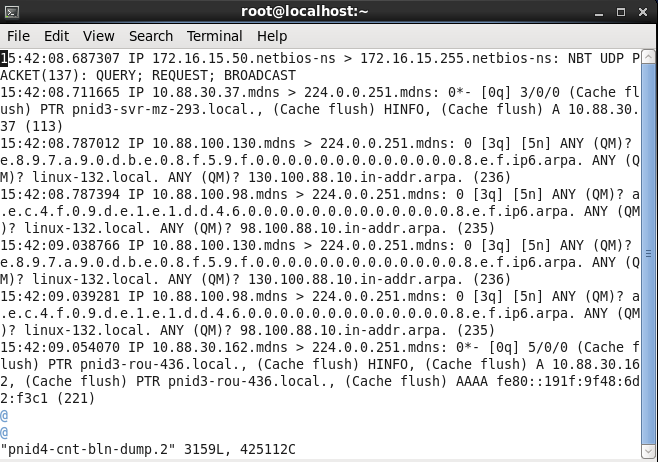 root@localhost:~
File Edit View Search Terminal Help
15:42:08.687307 IP 172.16.15.50.netbios-ns > 172.16.15.255.netbios-ns: NBT UDP P
ACKET(137): QUERY; REQUEST; BROADCAST
15:42:08.711665 IP 10.88.30.37.mdns > 224.0.0.251.mdns: 0*- [0q] 3/0/0 (Cache fl
ush) PTR pnid3-svr-mz-293.local., (Cache flush) HINFO, (Cache flush) A 10.88.30.
37 (113)
15:42:08.787012 IP 10.88.100.130.mdns > 224.0.0.251.mdns: 0 [3q] [5n] ANY (QM)? 
e.8.9.7.a.9.0.d.b.e.0.8.f.5.9.f.0.0.0.0.0.0.0.0.0.0.0.0.0.8.e.f.ip6.arpa. ANY (Q
M)? linux-132.local. ANY (QM)? 130.100.88.10.in-addr.arpa. (236)
15:42:08.787394 IP 10.88.100.98.mdns > 224.0.0.251.mdns: 0 [3q] [5n] ANY (QM)? a
.e.c.4.f.0.9.d.e.1.e.1.d.d.4.6.0.0.0.0.0.0.0.0.0.0.0.0.0.8.e.f.ip6.arpa. ANY (QM
)? linux-132.local. ANY (QM)? 98.100.88.10.in-addr.arpa. (235)
15:42:09.038766 IP 10.88.100.130.mdns > 224.0.0.251.mdns: 0 [3q] [5n] ANY (QM)? 
e.8.9.7.a.9.0.d.b.e.0.8.f.5.9.f.0.0.0.0.0.0.0.0.0.0.0.0.0.8.e.f.ip6.arpa. ANY (Q
M)? linux-132.local. ANY (QM)? 130.100.88.10.in-addr.arpa. (236)
15:42:09.039281 IP 10.88.100.98.mdns > 224.0.0.251.mdns: 0 [3q] [5n] ANY (QM)? a
.e.c.4.f.0.9.d.e.1.e.1.d.d.4.6.0.0.0.0.0.0.0.0.0.0.0.0.0.8.e.f.ip6.arpa. ANY (QM
)? linux-132.local. ANY (QM)? 98.100.88.10.in-addr.arpa. (235)
15:42:09.054070 IP 10.88.30.162.mdns > 224.0.0.251.mdns: 0*- [0q] 5/0/0 (Cache f
lush) PTR pnid3-rou-436.local., (Cache flush) HINFO, (Cache flush) A 10.88.30.16
2, (Cache flush) PTR pnid3-rou-436.local., (Cache flush) AAAA fe80::191f:9f48:6d
2:f3c1 (221)
@
@
"pnid4-cnt-bln-dump.2" 3159L, 425112C